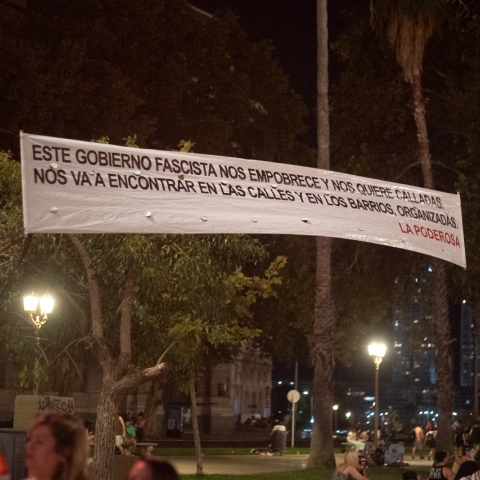 ESTE GOBIERNO FASCISTA NOS EMPOBRECE Y NOS QUIERE CALLADAS,
NOS VA A ENCONTRAR EN LAS CALLES Y EN LOS BARRIOS, ORGANIZADAS.
LA PODEROSA